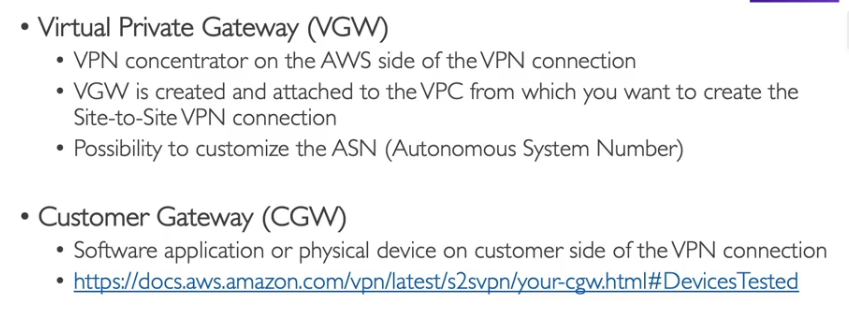 • Virtual Private Gateway (VGW)
• VPN concentrator on the AWS side of the VPN connection
• VGW is created and attached to the VPC from which you want to create the
Site-to-Site VPN connection
• Possibility to customize the ASN (Autonomous System Number)
• Customer Gateway (CGW)
• Software application or physical device on customer side of the VPN connection
• https://docs.aws.amazon.com/vpn/latest/s2svpn/your-cgw.html#DevicesTested